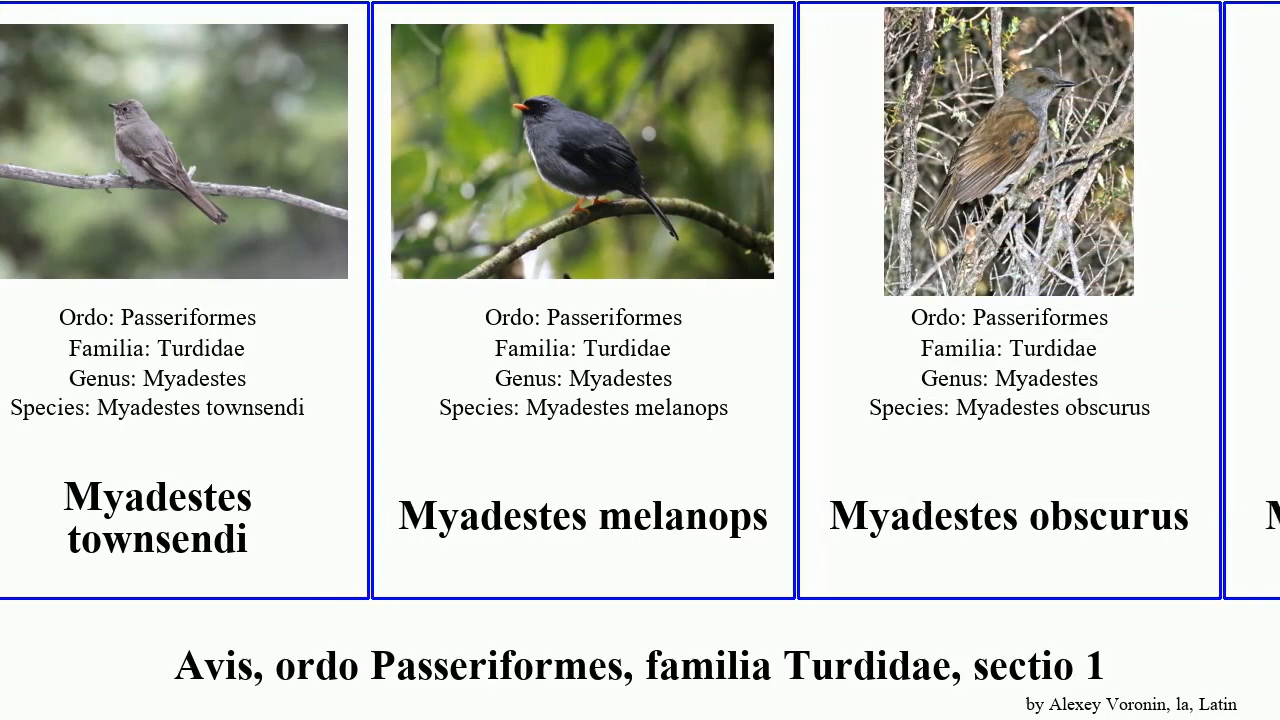 Ordo: Passeriformes
Familia: Turdidae
Genus: Myadestes
Species: Myadestes townsendi
Myadestes
townsendi
Ordo: Passeriformes
Familia: Turdidae
Genus: Myadestes
Species: Myadestes melanops
Myadestes melanops
Ordo: Passeriformes
Familia: Turdidae
Genus: Myadestes
Species: Myadestes obscurus
Myadestes obscurus
Avis, ordo Passeriformes, familia Turdidae, sectio 1
by Alexey Voronin, la, Latin